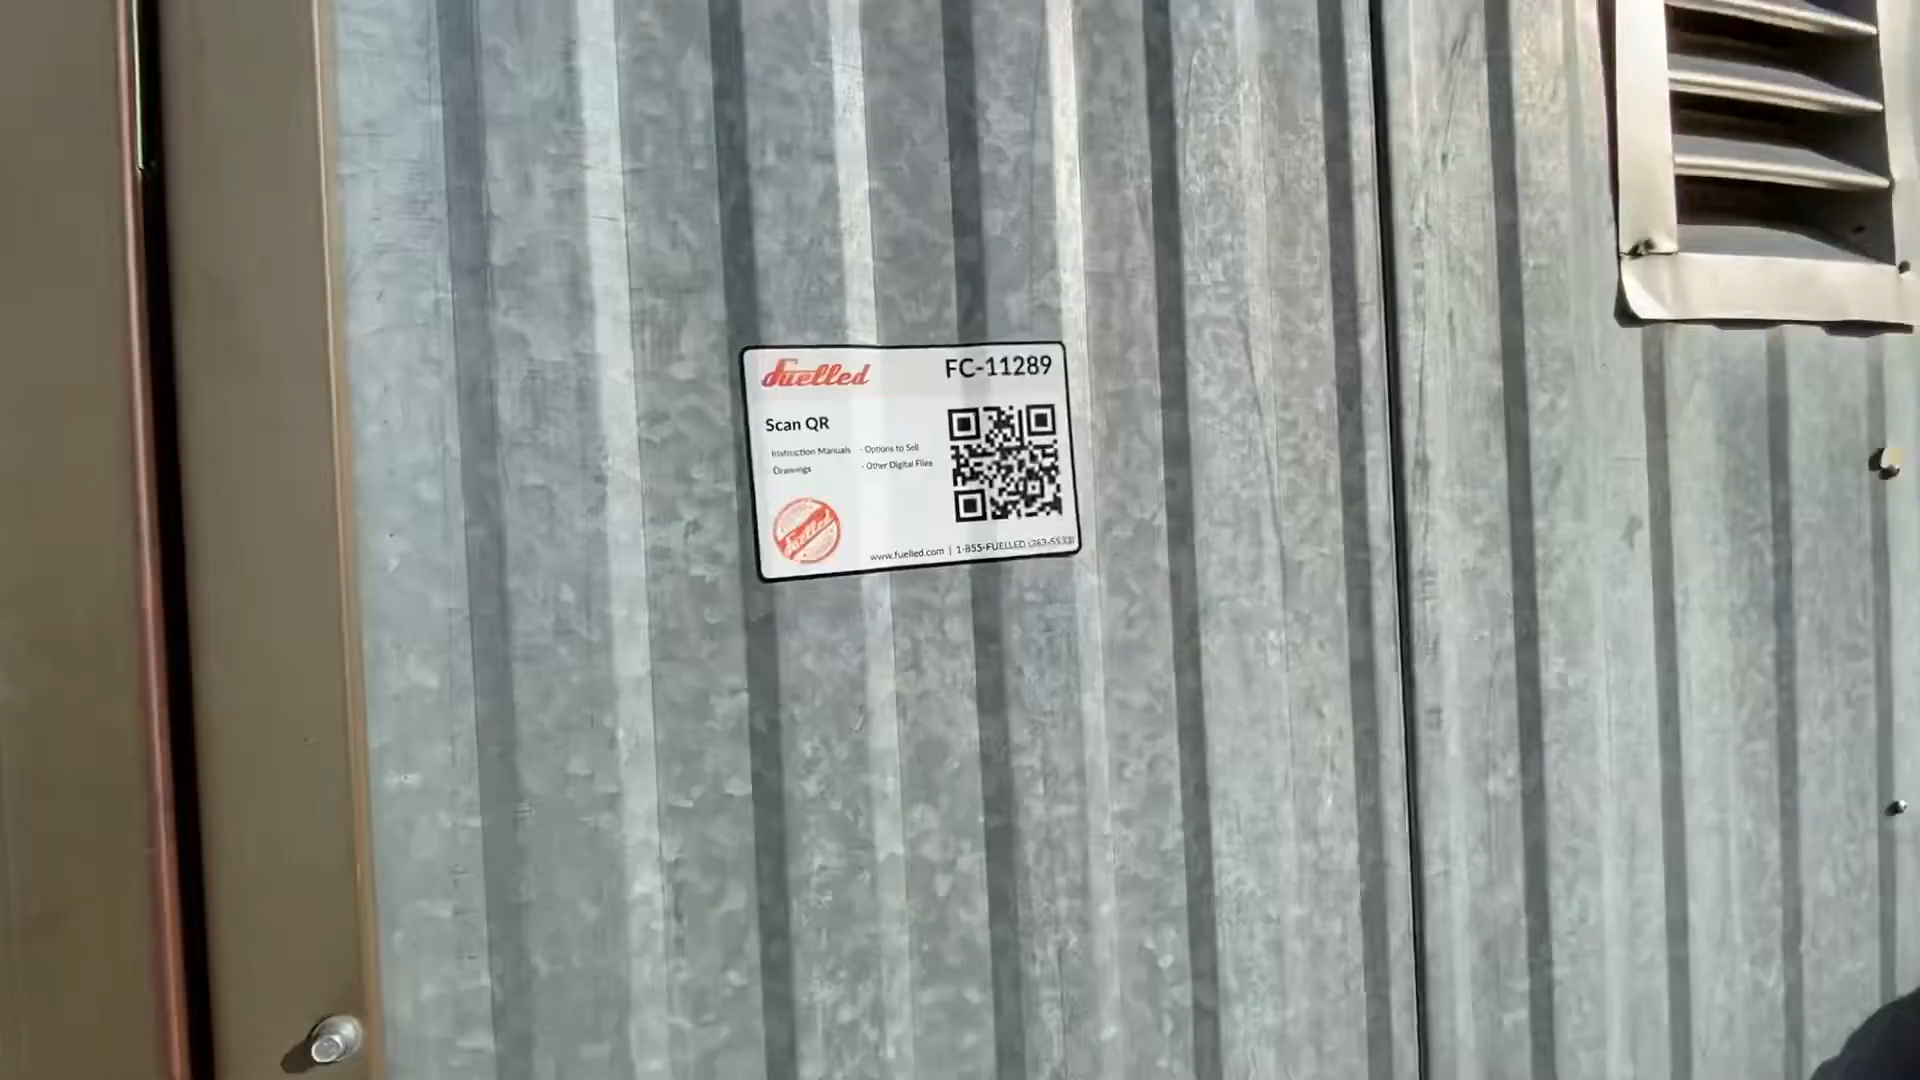 Fuelled FC-11289
Scan QR
Instruction Manuals - Options to Sell
Drawings - Other Digital Files
Fuelled
www.fuelled.com | 1-855-FUELLED (383-5533)